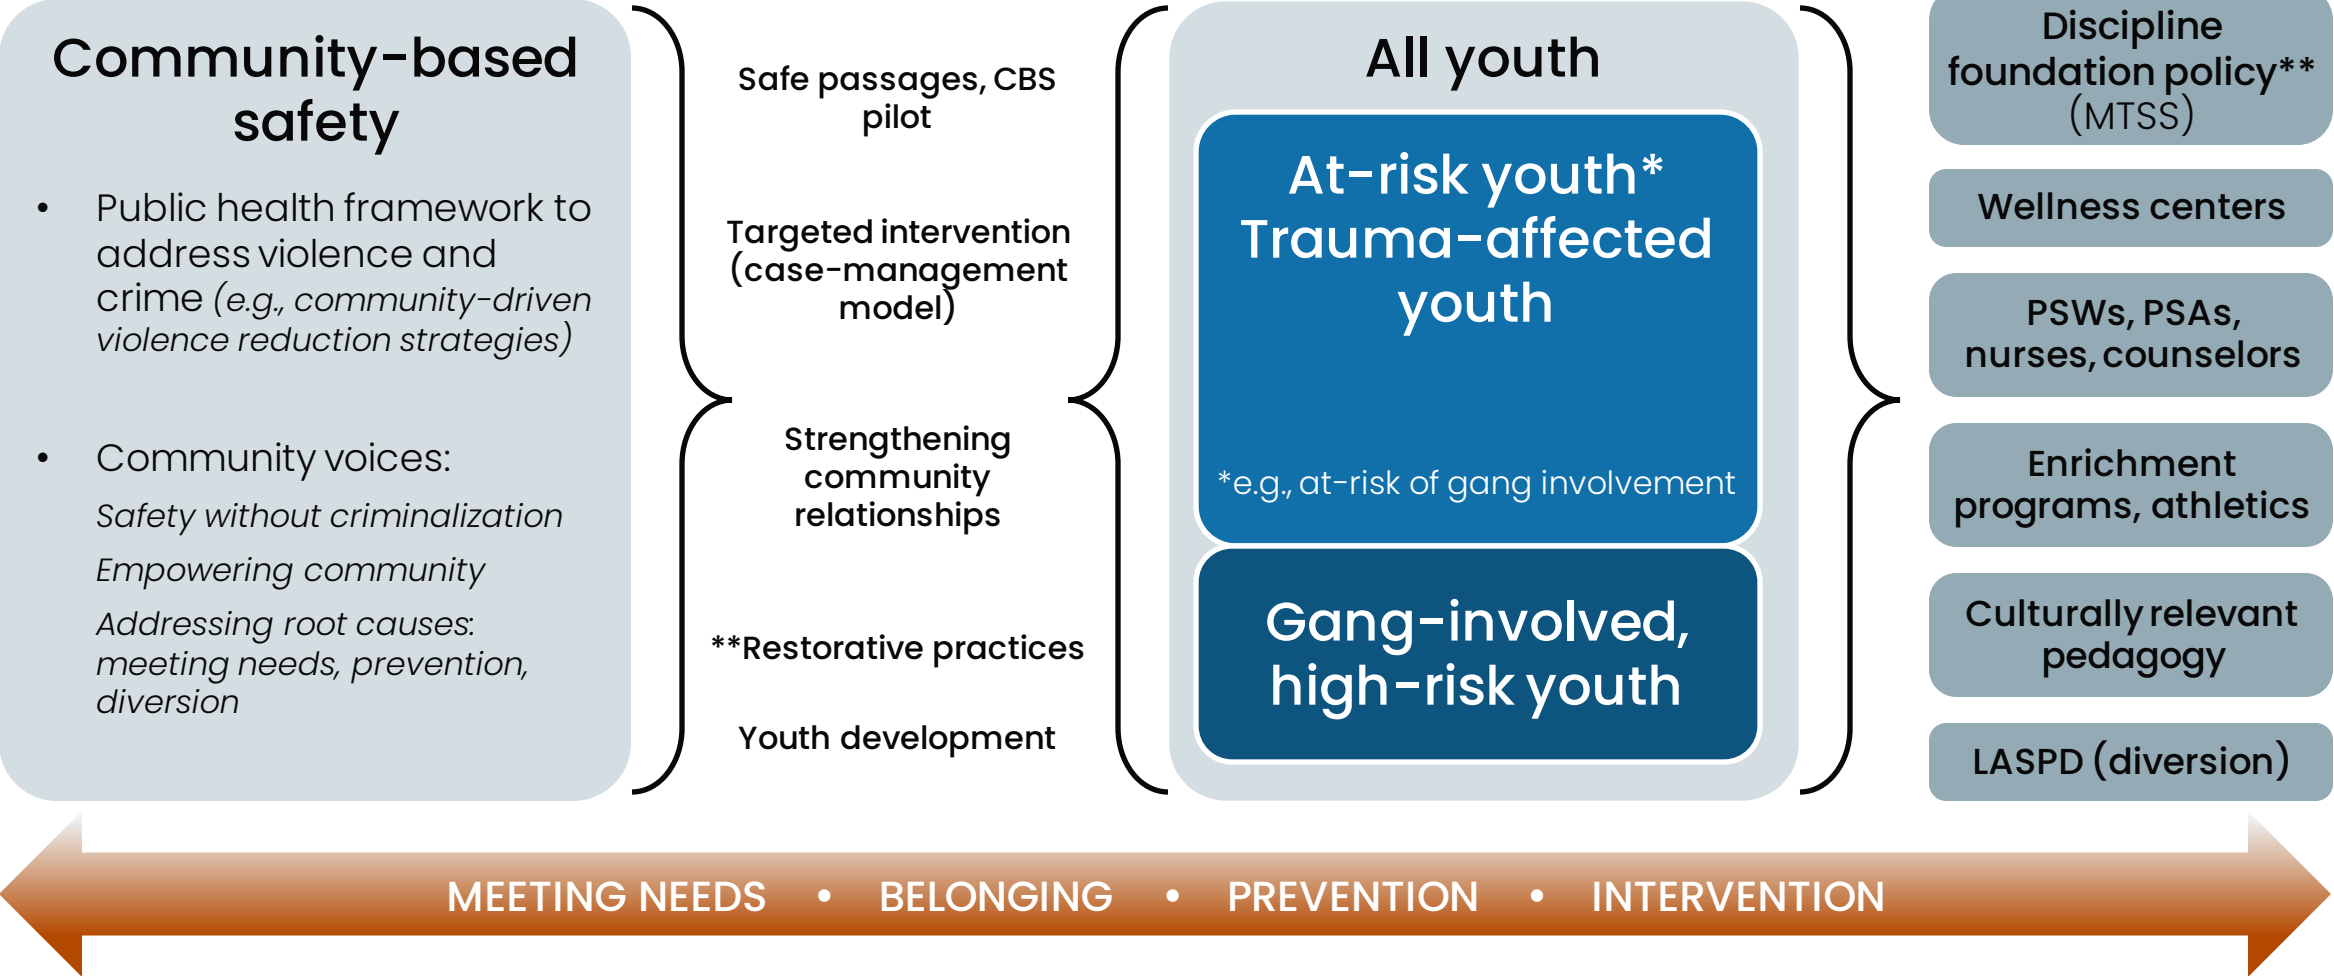 Community-based
safety
• Public health framework to
address violence and
crime (e.g., community-driven
violence reduction strategies)
• Community voices:
Safety without criminalization
Empowering community
Addressing root causes:
meeting needs, prevention,
diversion
Safe passages, CBS
pilot
Targeted intervention
(case-management
model)
Strengthening
community
relationships
**Restorative practices
Youth development
All youth
At-risk youth*
Trauma-affected
youth
*e.g., at-risk of gang involvement
Gang-involved,
high-risk youth
Discipline
foundation policy**
(MTSS)
Wellness centers
PSWs, PSAs,
nurses, counselors
Enrichment
programs, athletics
Culturally relevant
pedagogy
LASPD (diversion)
MEETING NEEDS • BELONGING • PREVENTION • INTERVENTION